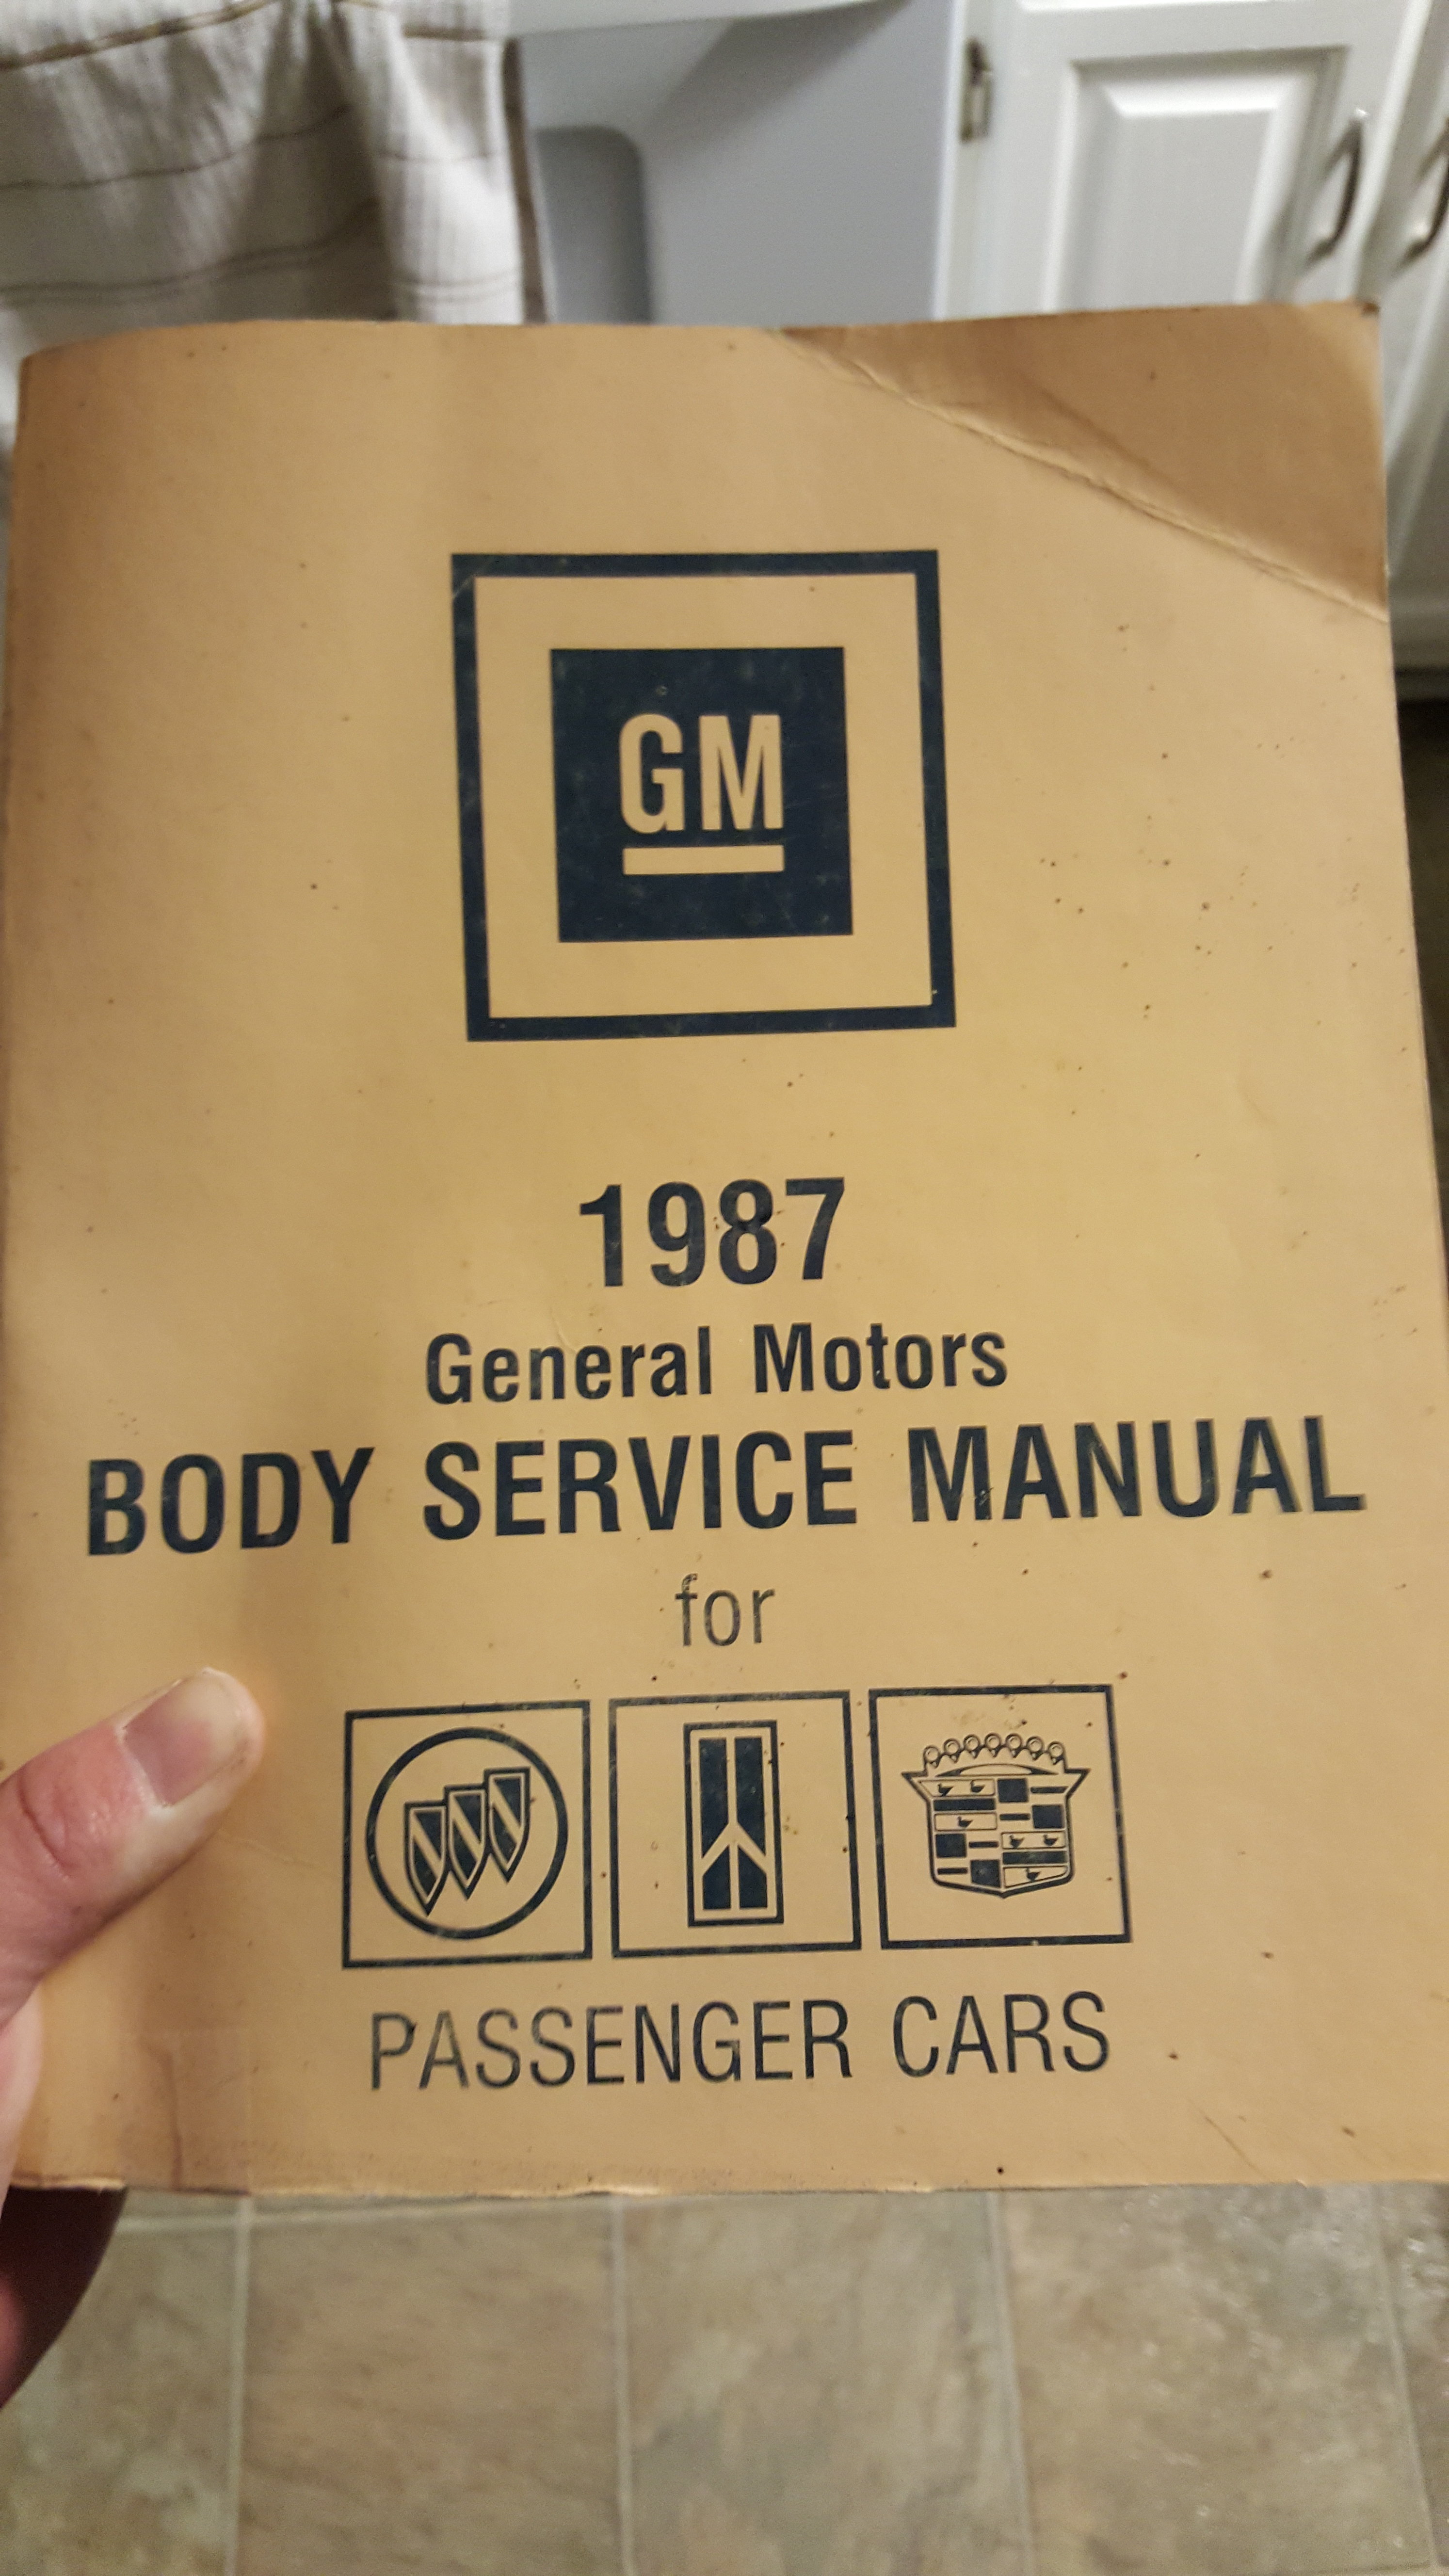 GM
1987
General Motors
BODY SERVICE MANUAL
for
PASSENGER CARS